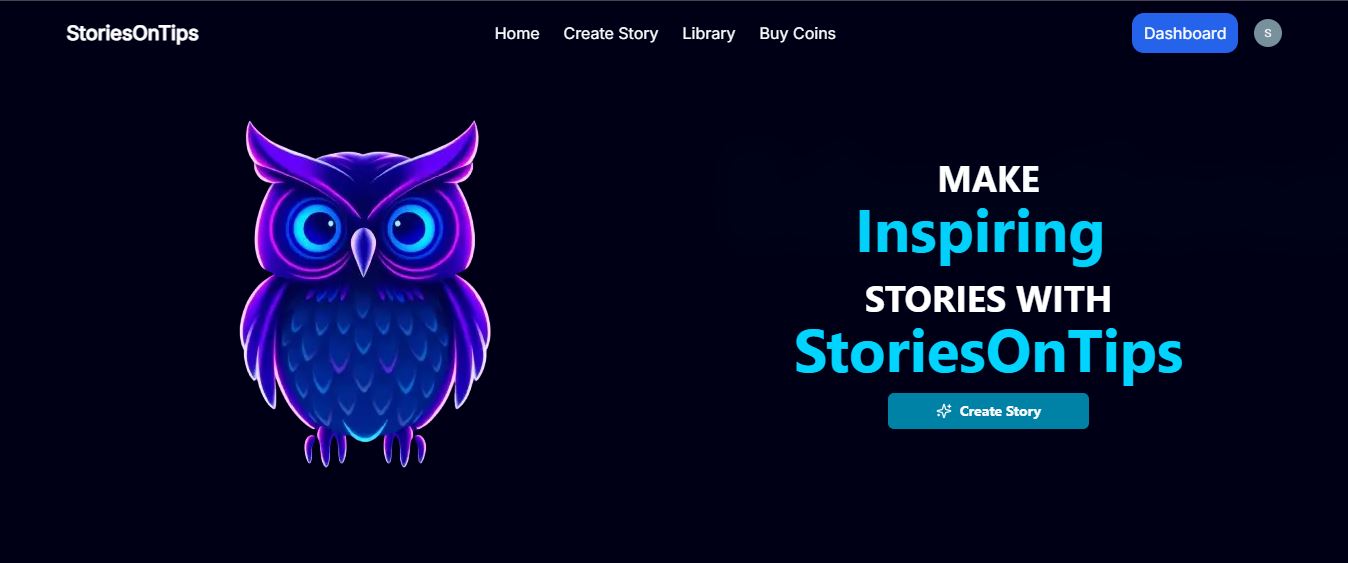 StoriesOnTips
Home Create Story Library Buy Coins
Dashboard
S
MAKE
Inspiring
STORIES WITH
StoriesOnTips
Create Story